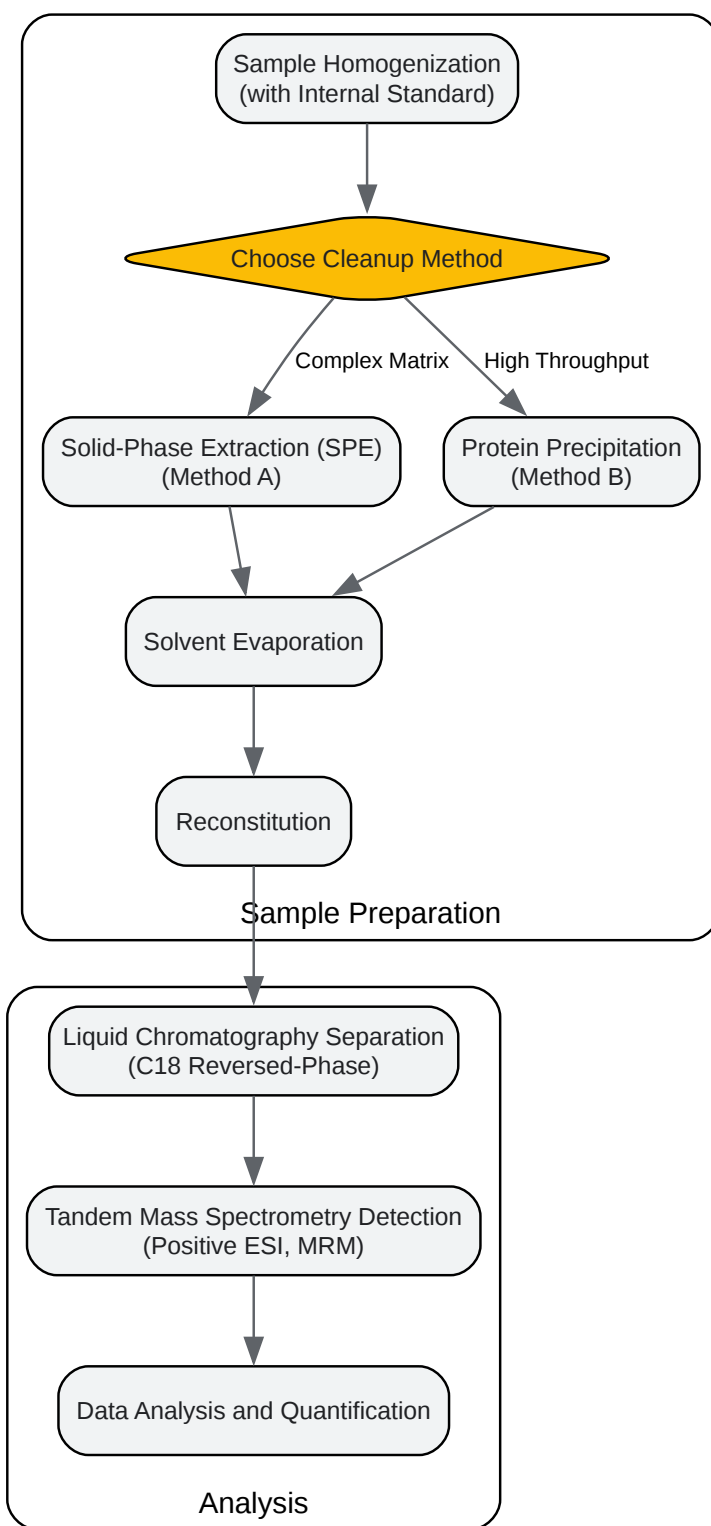 Sample Homogenization
(with Internal Standard)
Choose Cleanup Method
Complex Matrix
High Throughput
Solid-Phase Extraction (SPE)
(Method A)
Protein Precipitation
(Method B)
Solvent Evaporation
Reconstitution
Sample Preparation
Liquid Chromatography Separation
(C18 Reversed-Phase)
Tandem Mass Spectrometry Detection
(Positive ESI, MRM)
Data Analysis and Quantification
Analysis